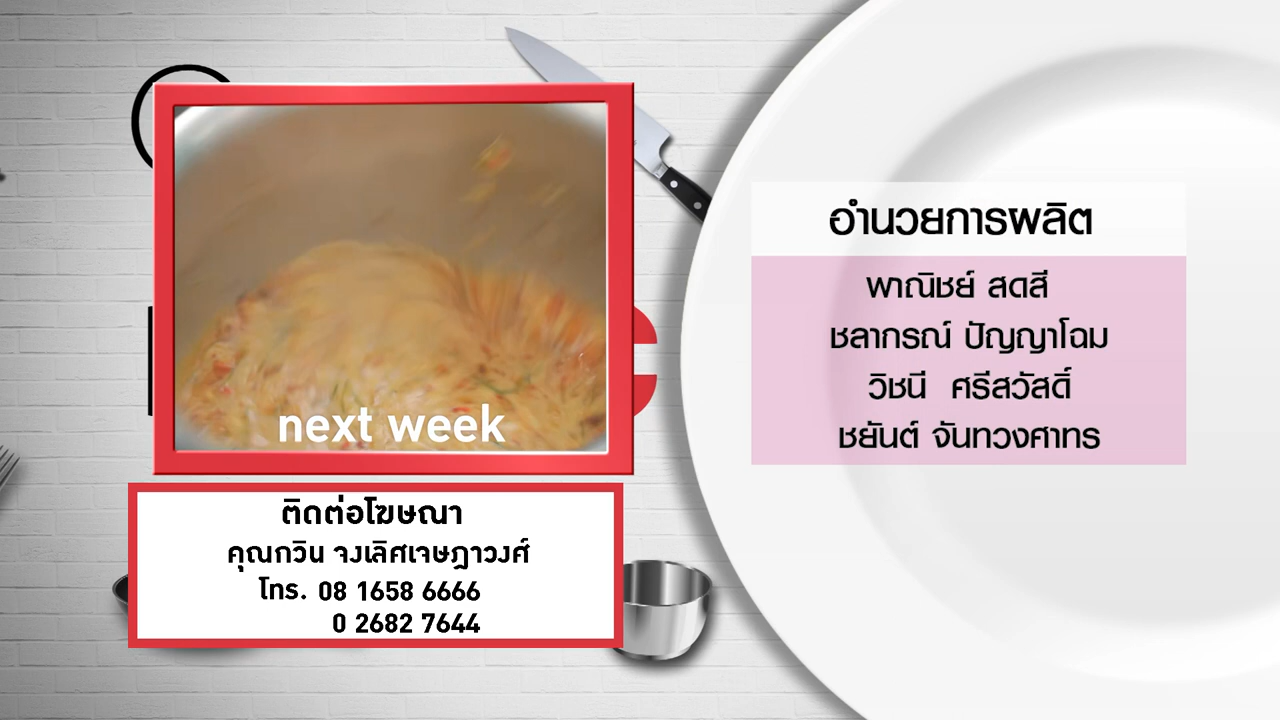 next week
ติดต่อโฆษณา
คุณกวิน จงเลิศเจษฎาวงศ์
โทร. 08 1658 6666
0 2682 7644
อำนวยการผลิต
พาณิชย์ สดสี
ชลากรณ์ ปัญญาโฉม
วิชนี ศรีสวัสดิ์
ชยันต์ จันทวงศาทร